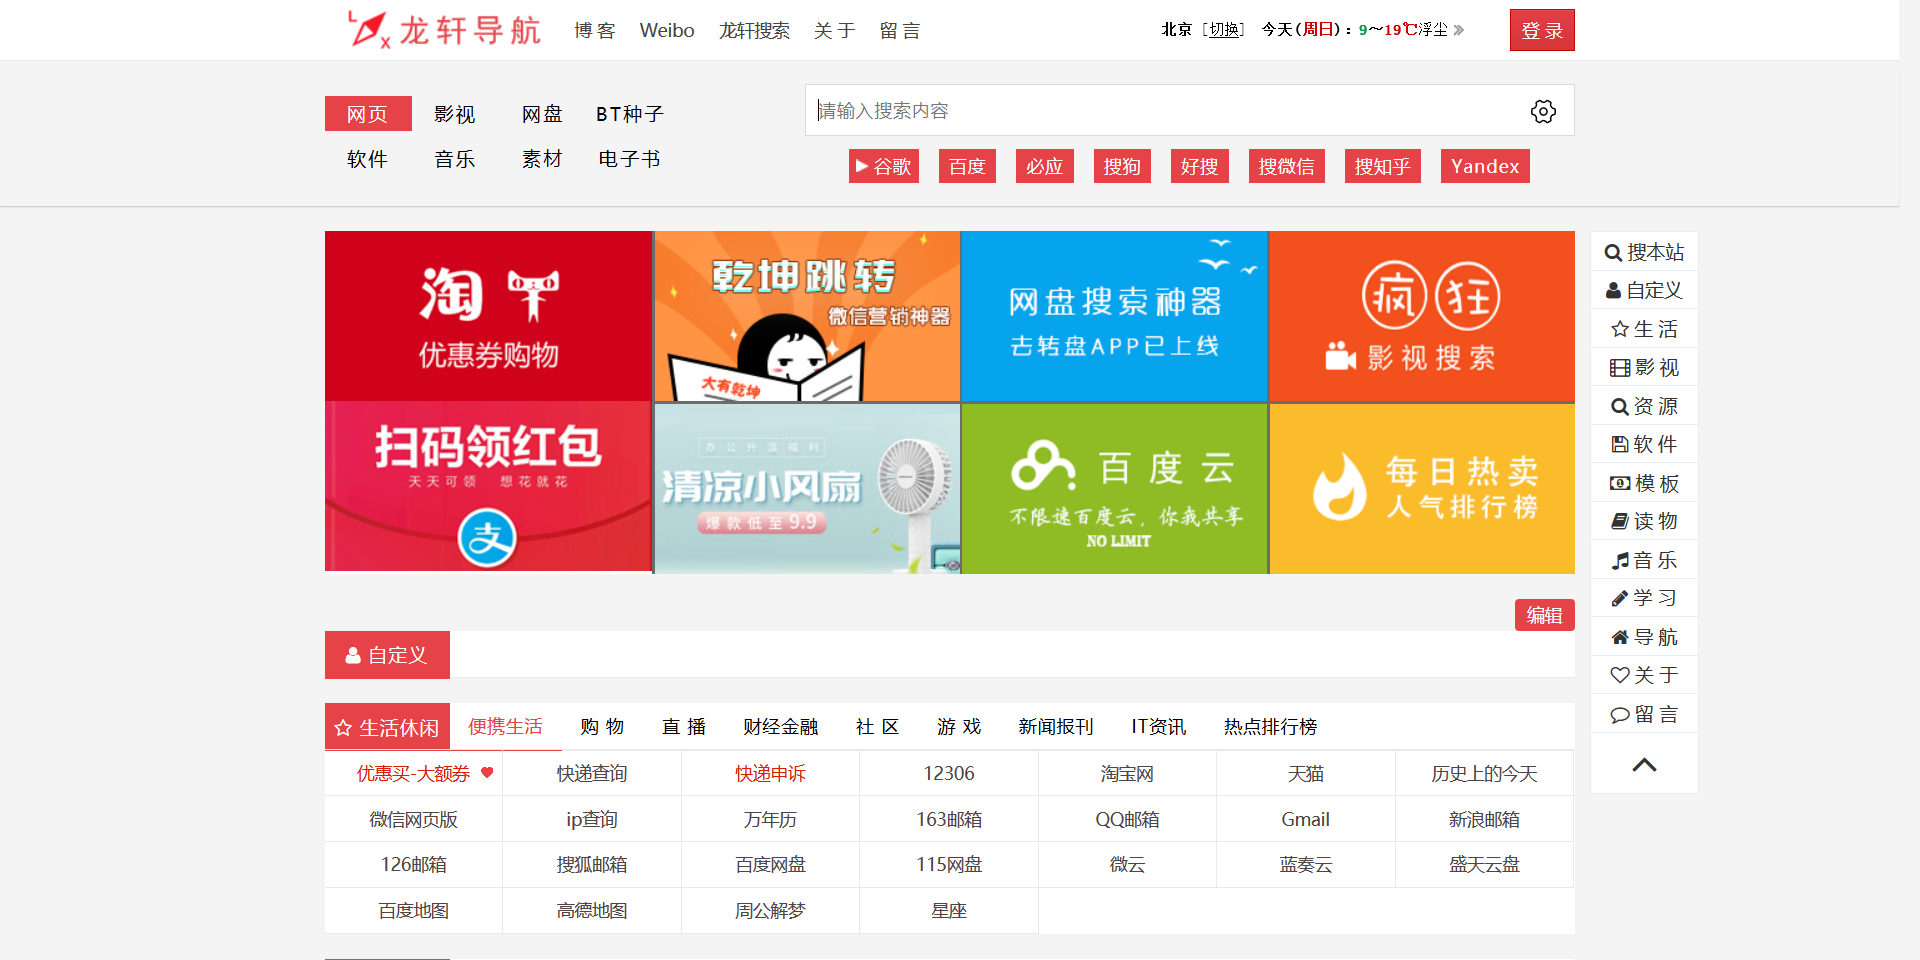 L X 龙轩导航 博 客 Weibo 龙轩搜索 关 于 留 言 北京 [切换] 今天(周日)：9～19℃浮尘 登 录
网页 影视 网盘 BT种子 请输入搜索内容
软件 音乐 素材 电子书 谷歌 百度 必应 搜狗 好搜 搜微信 搜知乎 Yandex
淘
优惠券购物
乾坤跳转
微信营销神器
大有乾坤
网盘搜索神器
去转盘APP已上线
疯狂
影视搜索
扫码领红包
天天可领 想花就花
支
办公升温福利
清凉小风扇
爆款低至9.9
百度云
不限速百度云，你我共享
NO LIMIT
每日热卖
人气排行榜
搜本站
自定义
生 活
影 视
资 源
软 件
模 板
读 物
音 乐
学 习
导 航
关 于
留 言
编辑
自定义
生活休闲 便携生活 购 物 直 播 财经金融 社 区 游 戏 新闻报刊 IT资讯 热点排行榜
优惠买-大额券 快递查询 快递申诉 12306 淘宝网 天猫 历史上的今天
微信网页版 ip查询 万年历 163邮箱 QQ邮箱 Gmail 新浪邮箱
126邮箱 搜狐邮箱 百度网盘 115网盘 微云 蓝奏云 盛天云盘
百度地图 高德地图 周公解梦 星座